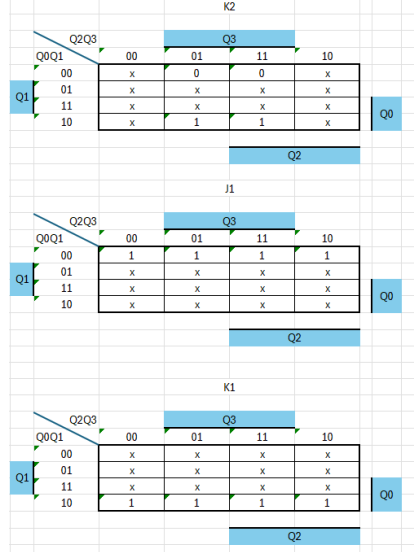 K2
Q2Q3 Q3
Q0Q1 00 01 11 10
00 x 0 0 x
Q1 01 x x x x
11 x x x x Q0
10 x 1 1 x
Q2
J1
Q2Q3 Q3
Q0Q1 00 01 11 10
00 1 1 1 1
Q1 01 x x x x
11 x x x x Q0
10 x x x x
Q2
K1
Q2Q3 Q3
Q0Q1 00 01 11 10
00 x x x x
Q1 01 x x x x
11 x x x x Q0
10 1 1 1 1
Q2